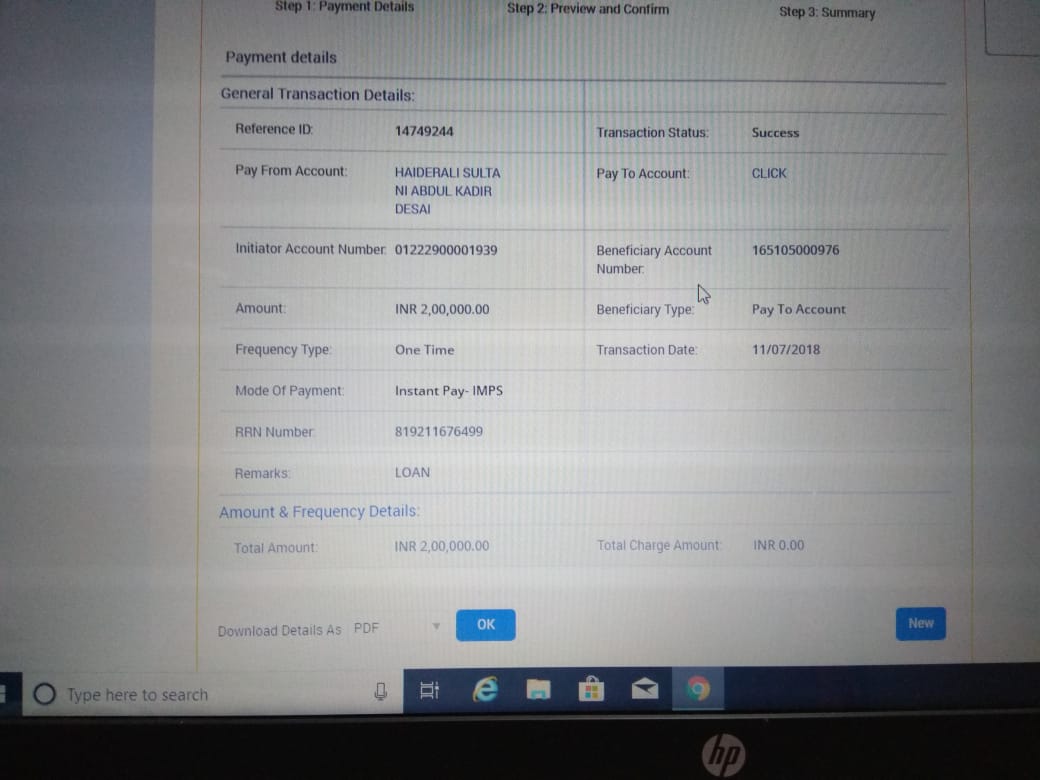 Step 1: Payment Details Step 2: Preview and Confirm Step 3: Summary
Payment details
General Transaction Details:
Reference ID: 14749244 Transaction Status: Success
Pay From Account: HAIDERALI SULTA Pay To Account: CLICK
NI ABDUL KADIR
DESAI
Initiator Account Number: 01222900001939 Beneficiary Account 165105000976
Number:
Amount: INR 2,00,000.00 Beneficiary Type: Pay To Account
Frequency Type: One Time Transaction Date: 11/07/2018
Mode Of Payment: Instant Pay- IMPS
RRN Number: 819211676499
Remarks: LOAN
Amount & Frequency Details:
Total Amount: INR 2,00,000.00 Total Charge Amount: INR 0.00
Download Details As PDF OK New
Type here to search
hp